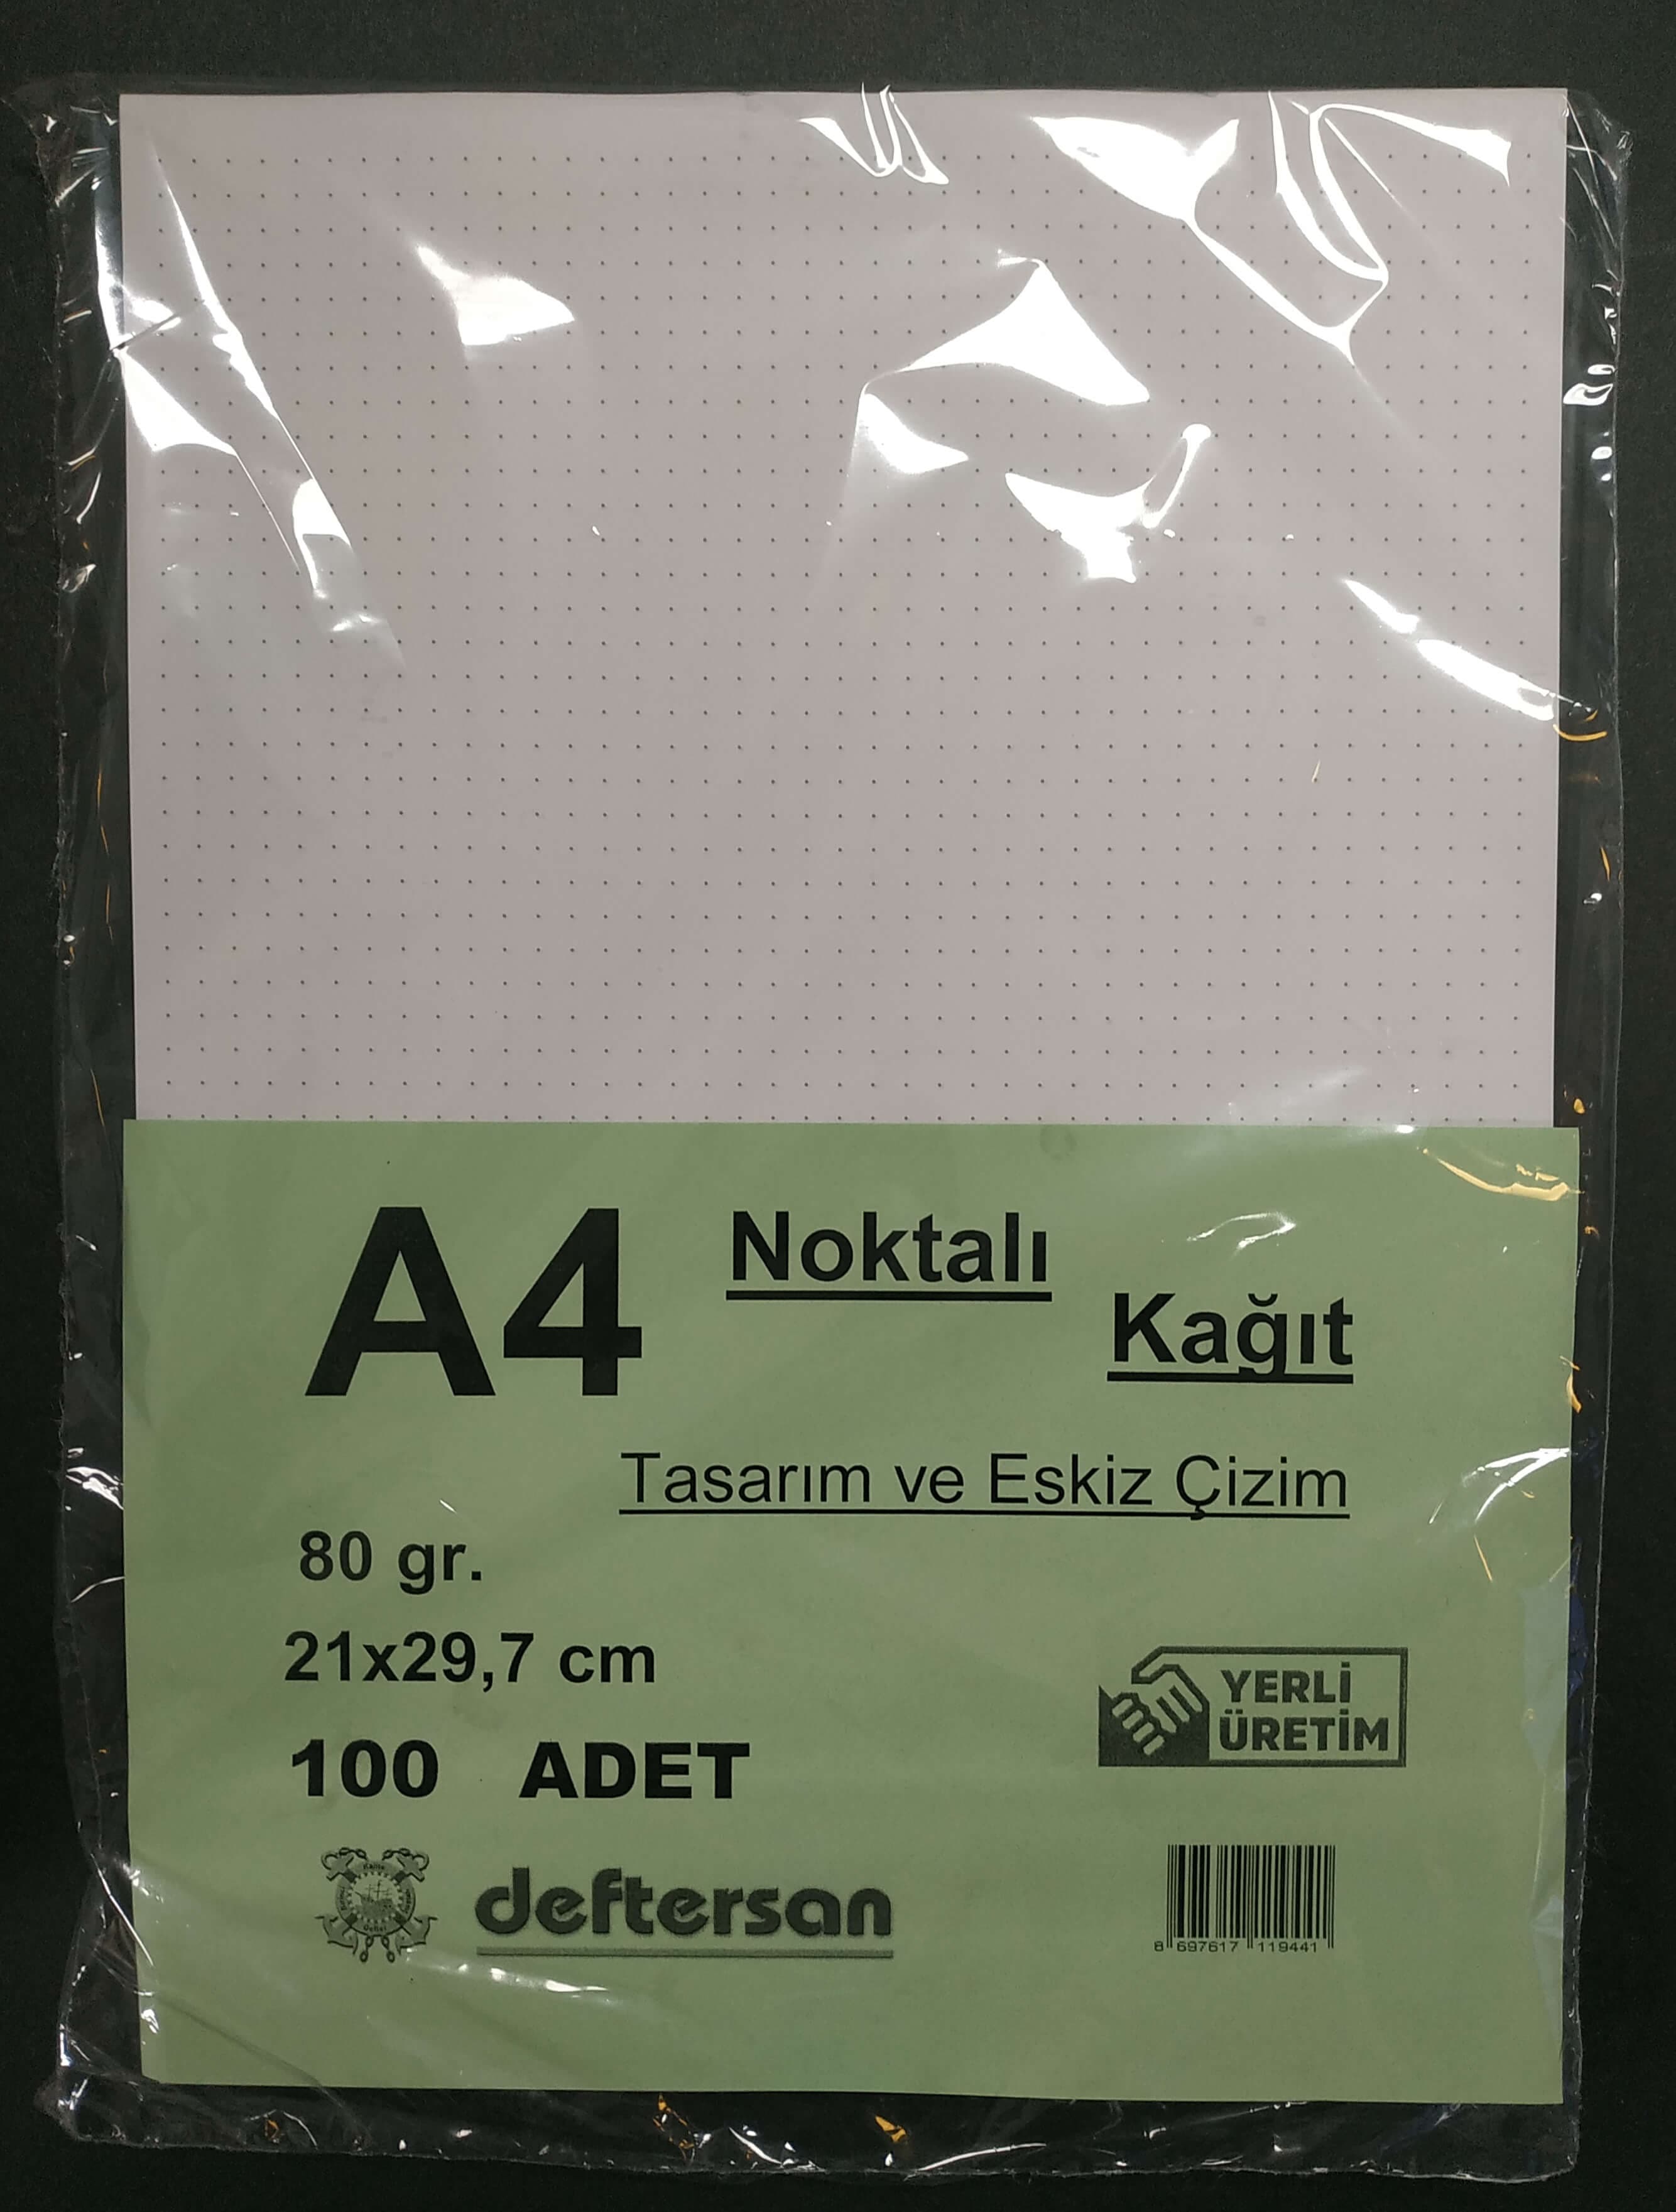 A4 Noktalı
Kağıt
Tasarım ve Eskiz Çizim
80 gr.
21x29,7 cm
100 ADET
YERLİ
ÜRETİM
deftersan
8 697617 119441